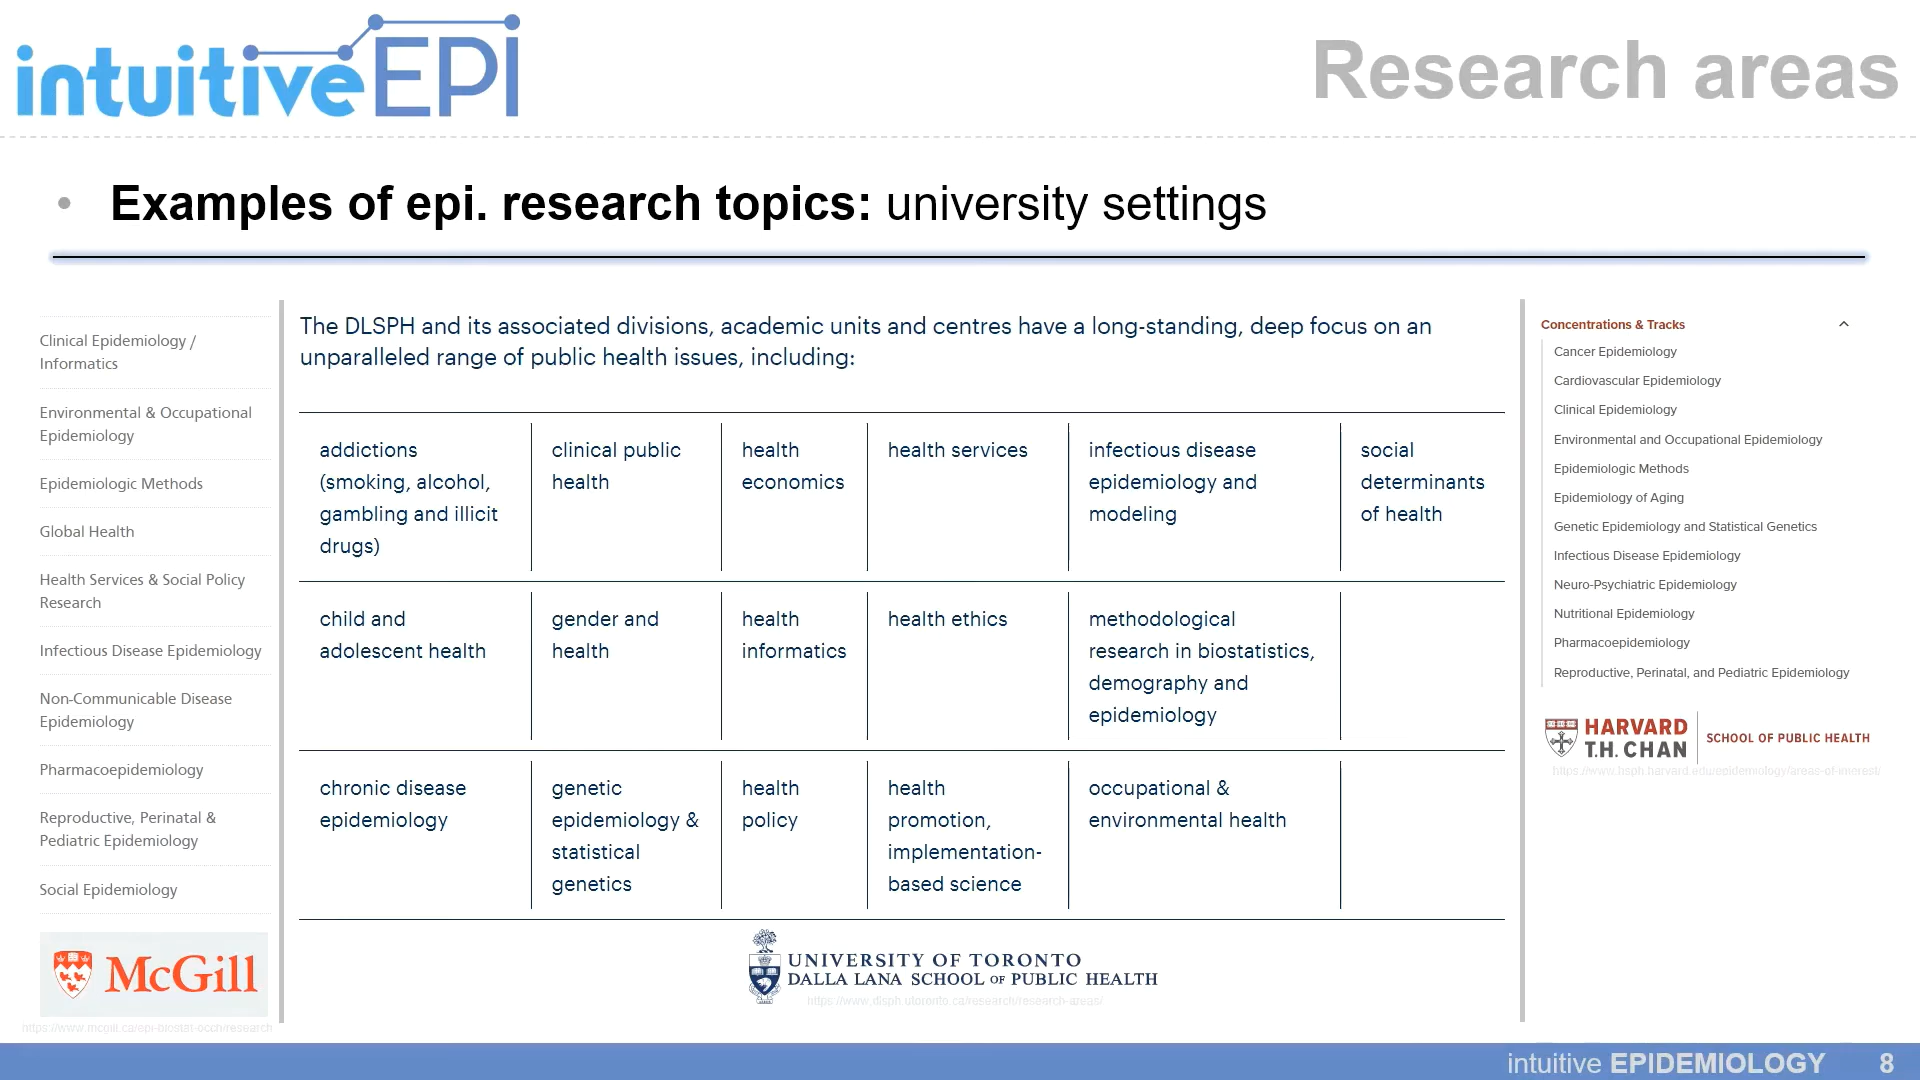 intuitiveEPI
Research areas
• Examples of epi. research topics: university settings
Clinical Epidemiology /
Informatics
Environmental & Occupational
Epidemiology
Epidemiologic Methods
Global Health
Health Services & Social Policy
Research
Infectious Disease Epidemiology
Non-Communicable Disease
Epidemiology
Pharmacoepidemiology
Reproductive, Perinatal &
Pediatric Epidemiology
Social Epidemiology
McGill
https://www.mcgill.ca/epi-biostat-occh/research
The DLSPH and its associated divisions, academic units and centres have a long-standing, deep focus on an
unparalleled range of public health issues, including:
addictions
(smoking, alcohol,
gambling and illicit
drugs)
clinical public
health
health
economics
health services
infectious disease
epidemiology and
modeling
social
determinants
of health
child and
adolescent health
gender and
health
health
informatics
health ethics
methodological
research in biostatistics,
demography and
epidemiology
chronic disease
epidemiology
genetic
epidemiology &
statistical
genetics
health
policy
health
promotion,
implementation-
based science
occupational &
environmental health
UNIVERSITY OF TORONTO
DALLA LANA SCHOOL OF PUBLIC HEALTH
https://www.dlsph.utoronto.ca/research/research-areas/
Concentrations & Tracks
Cancer Epidemiology
Cardiovascular Epidemiology
Clinical Epidemiology
Environmental and Occupational Epidemiology
Epidemiologic Methods
Epidemiology of Aging
Genetic Epidemiology and Statistical Genetics
Infectious Disease Epidemiology
Neuro-Psychiatric Epidemiology
Nutritional Epidemiology
Pharmacoepidemiology
Reproductive, Perinatal, and Pediatric Epidemiology
HARVARD
T.H. CHAN
SCHOOL OF PUBLIC HEALTH
https://www.hsph.harvard.edu/epidemiology/areas-of-interest/
intuitive EPIDEMIOLOGY 8